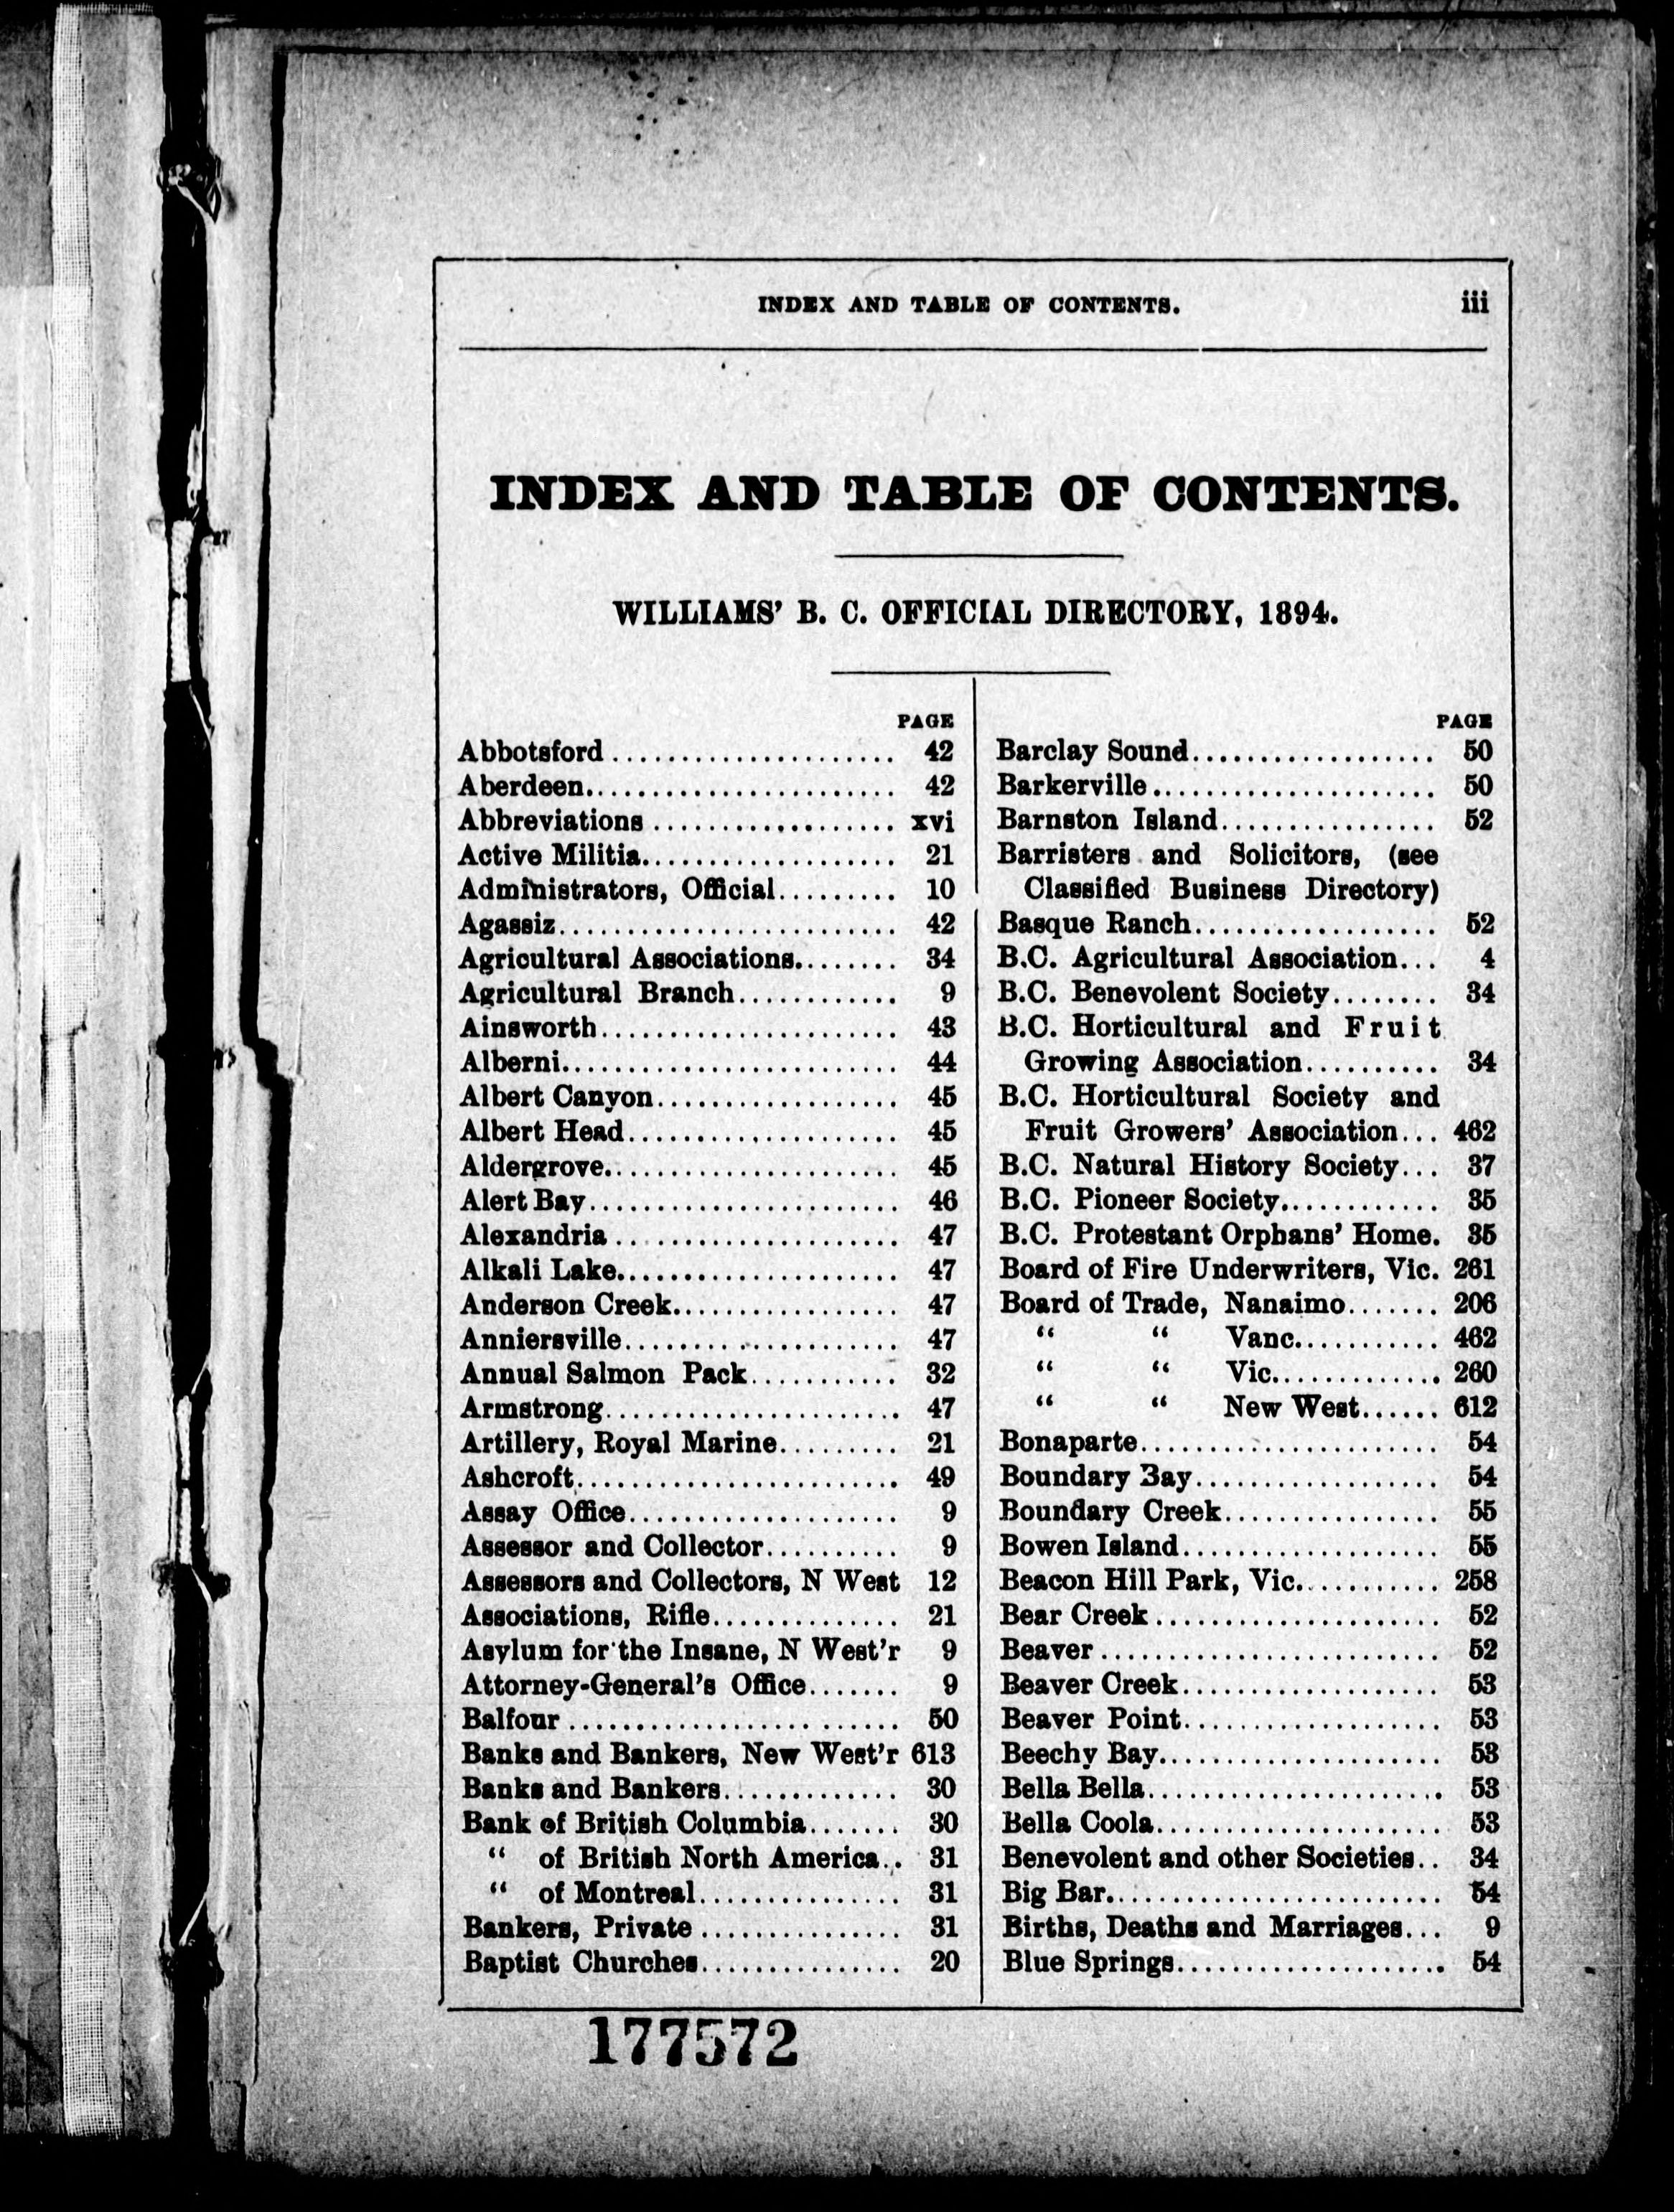 INDEX AND TABLE OF CONTENTS. iii
INDEX AND TABLE OF CONTENTS.
WILLIAMS' B. C. OFFICIAL DIRECTORY, 1894.
PAGE
Abbotsford...................... 42
Aberdeen........................ 42
Abbreviations................... xvi
Active Militia.................... 21
Administrators, Official......... 10
Agassiz.......................... 42
Agricultural Associations........ 34
Agricultural Branch............ 9
Ainsworth....................... 43
Alberni.......................... 44
Albert Canyon.................. 45
Albert Head..................... 45
Aldergrove...................... 45
Alert Bay........................ 46
Alexandria...................... 47
Alkali Lake...................... 47
Anderson Creek................. 47
Anniersville..................... 47
Annual Salmon Pack........... 32
Armstrong...................... 47
Artillery, Royal Marine......... 21
Ashcroft......................... 49
Assay Office.................... 9
Assessor and Collector.......... 9
Assessors and Collectors, N West 12
Associations, Rifle.............. 21
Asylum for the Insane, N West'r 9
Attorney-General's Office....... 9
Balfour......................... 50
Banks and Bankers, New West'r 613
Banks and Bankers............. 30
Bank of British Columbia....... 30
“ of British North America.. 31
“ of Montreal............... 31
Bankers, Private............... 31
Baptist Churches............... 20
PAGE
Barclay Sound.................. 50
Barkerville...................... 50
Barnston Island................ 52
Barristers and Solicitors, (see
Classified Business Directory)
Basque Ranch.................. 52
B.C. Agricultural Association... 4
B.C. Benevolent Society........ 34
B.C. Horticultural and Fruit
Growing Association.......... 34
B.C. Horticultural Society and
Fruit Growers' Association... 462
B.C. Natural History Society... 37
B.C. Pioneer Society............ 35
B.C. Protestant Orphans' Home. 35
Board of Fire Underwriters, Vic. 261
Board of Trade, Nanaimo....... 206
“ “ Vanc........... 462
“ “ Vic............. 260
“ “ New West...... 612
Bonaparte...................... 54
Boundary Bay.................. 54
Boundary Creek................ 55
Bowen Island................... 55
Beacon Hill Park, Vic........... 258
Bear Creek..................... 52
Beaver.......................... 52
Beaver Creek................... 53
Beaver Point................... 53
Beechy Bay..................... 53
Bella Bella...................... 53
Bella Coola..................... 53
Benevolent and other Societies.. 34
Big Bar......................... 54
Births, Deaths and Marriages... 9
Blue Springs.................... 54
177572